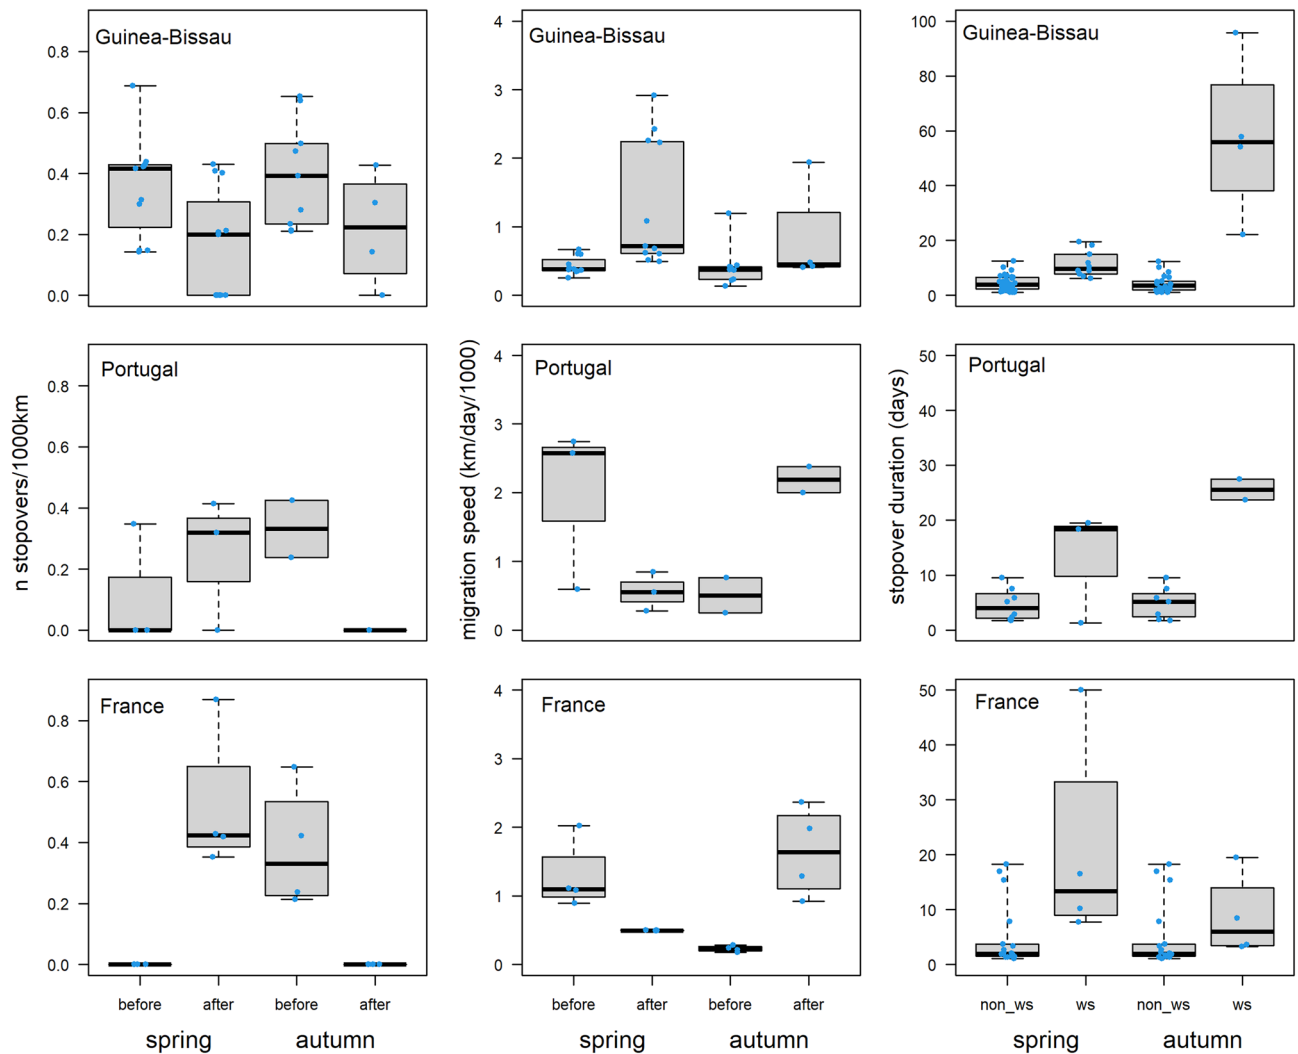 Guinea-Bissau
0.8
0.6
0.4
0.2
0.0
Guinea-Bissau
4
3
2
1
0
Guinea-Bissau
100
80
60
40
20
0
n stopovers/1000km
Portugal
0.8
0.6
0.4
0.2
0.0
migration speed (km/day/1000)
Portugal
4
3
2
1
0
stopover duration (days)
Portugal
50
40
30
20
10
0
France
0.8
0.6
0.4
0.2
0.0
before after before after
spring autumn
France
4
3
2
1
0
before after before after
spring autumn
France
50
40
30
20
10
0
non_ws ws non_ws ws
spring autumn